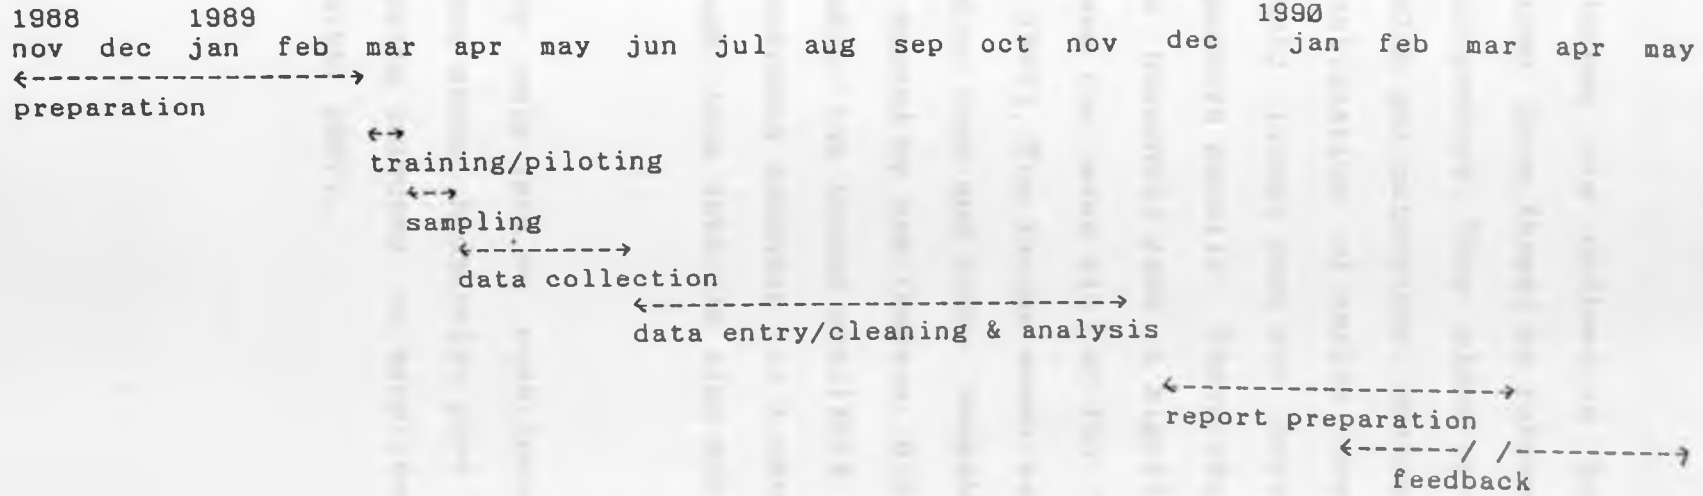 1988 1989 1990
nov dec jan feb mar apr may jun jul aug sep oct nov dec jan feb mar apr may
<------------------->
preparation
<-->
training/piloting
<-->
sampling
<--------->
data collection
<--------------------------->
data entry/cleaning & analysis
<------------------->
report preparation
<-------/ /---------->
feedback